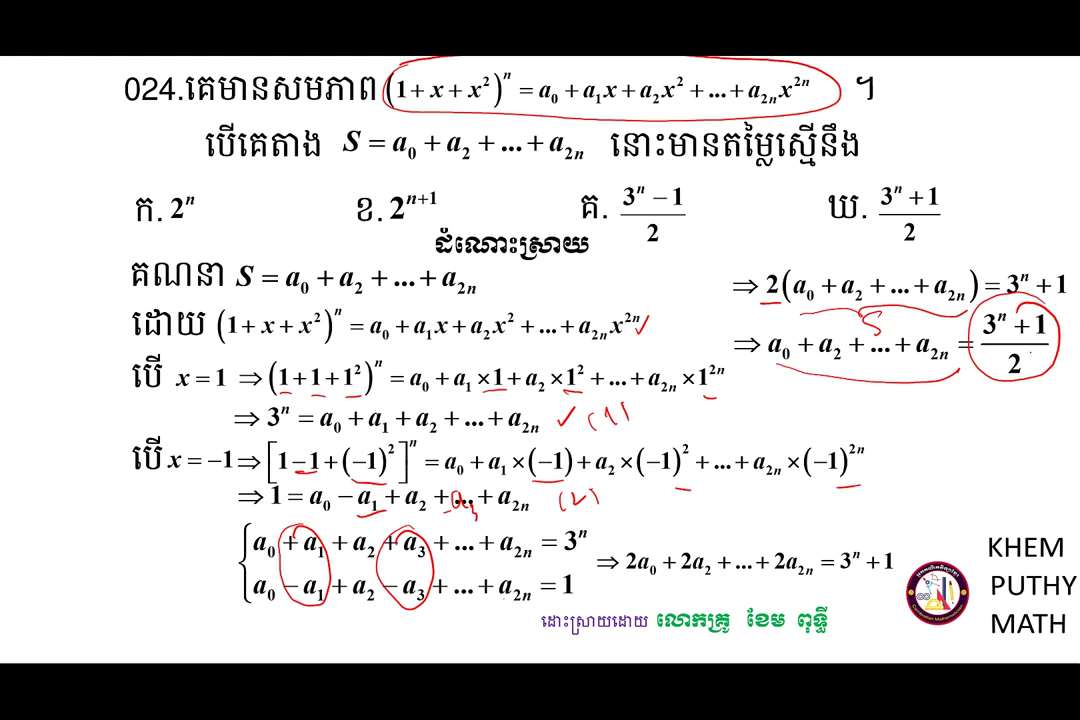 024.គេមានសមភាព (1 + x + x²)ⁿ = a₀ + a₁x + a₂x² + ... + a₂ₙx²ⁿ ។
បើគេតាង S = a₀ + a₂ + ... + a₂ₙ នោះមានតម្លៃស្មើនឹង
ក. 2ⁿ ខ. 2ⁿ⁺¹ គ. (3ⁿ − 1)/2 ឃ. (3ⁿ + 1)/2
ដំណោះស្រាយ
គណនា S = a₀ + a₂ + ... + a₂ₙ
ដោយ (1 + x + x²)ⁿ = a₀ + a₁x + a₂x² + ... + a₂ₙx²ⁿ ✓
បើ x = 1 ⇒ (1 + 1 + 1²)ⁿ = a₀ + a₁ × 1 + a₂ × 1² + ... + a₂ₙ × 1²ⁿ
⇒ 3ⁿ = a₀ + a₁ + a₂ + ... + a₂ₙ ✓ (1)
បើ x = −1 ⇒ [1 − 1 + (−1)²]ⁿ = a₀ + a₁ × (−1) + a₂ × (−1)² + ... + a₂ₙ × (−1)²ⁿ
⇒ 1 = a₀ − a₁ + a₂ + ... + a₂ₙ (2)
−a₃
a₀ + a₁ + a₂ + a₃ + ... + a₂ₙ = 3ⁿ
a₀ − a₁ + a₂ − a₃ + ... + a₂ₙ = 1
⇒ 2a₀ + 2a₂ + ... + 2a₂ₙ = 3ⁿ + 1
⇒ 2(a₀ + a₂ + ... + a₂ₙ) = 3ⁿ + 1
S
⇒ a₀ + a₂ + ... + a₂ₙ = (3ⁿ + 1)/2
ដោះស្រាយដោយ លោកគ្រូ ខែម ពុទ្ធី
KHEM
PUTHY
MATH